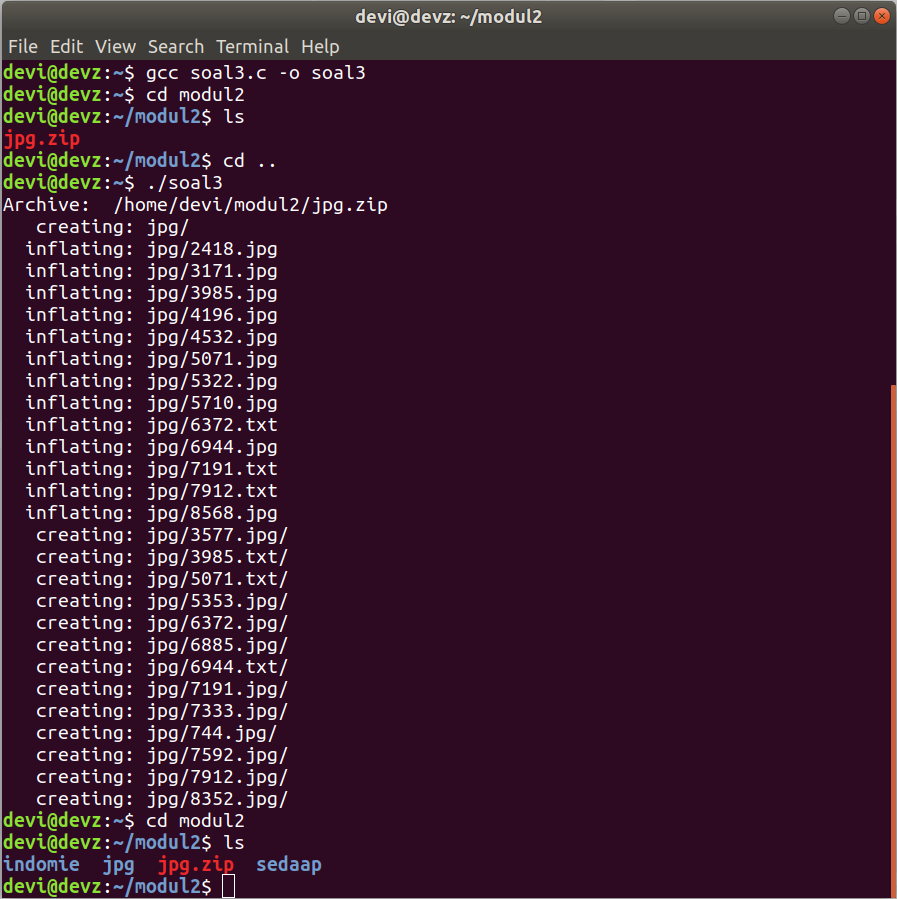 devi@devz: ~/modul2
File Edit View Search Terminal Help
devi@devz:~$ gcc soal3.c -o soal3
devi@devz:~$ cd modul2
devi@devz:~/modul2$ ls
jpg.zip
devi@devz:~/modul2$ cd ..
devi@devz:~$ ./soal3
Archive:  /home/devi/modul2/jpg.zip
   creating: jpg/
  inflating: jpg/2418.jpg
  inflating: jpg/3171.jpg
  inflating: jpg/3985.jpg
  inflating: jpg/4196.jpg
  inflating: jpg/4532.jpg
  inflating: jpg/5071.jpg
  inflating: jpg/5322.jpg
  inflating: jpg/5710.jpg
  inflating: jpg/6372.txt
  inflating: jpg/6944.jpg
  inflating: jpg/7191.txt
  inflating: jpg/7912.txt
  inflating: jpg/8568.jpg
   creating: jpg/3577.jpg/
   creating: jpg/3985.txt/
   creating: jpg/5071.txt/
   creating: jpg/5353.jpg/
   creating: jpg/6372.jpg/
   creating: jpg/6885.jpg/
   creating: jpg/6944.txt/
   creating: jpg/7191.jpg/
   creating: jpg/7333.jpg/
   creating: jpg/744.jpg/
   creating: jpg/7592.jpg/
   creating: jpg/7912.jpg/
   creating: jpg/8352.jpg/
devi@devz:~$ cd modul2
devi@devz:~/modul2$ ls
indomie  jpg  jpg.zip  sedaap
devi@devz:~/modul2$